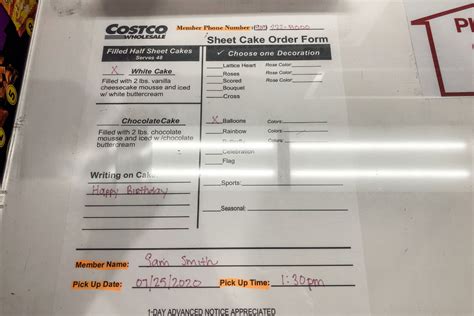 COSTCO
WHOLESALE
Member Phone Number :
Sheet Cake Order Form
Filled Half Sheet Cakes
Serves 48
✓ Choose one Decoration
X White Cake
Filled with 2 lbs. vanilla
cheesecake mousse and iced
w/ white buttercream
Lattice Heart Rose Color:
Roses Rose Color:
Scored Rose Color:
Bouquet
Cross
ChocolateCake
Filled with 2 lbs. chocolate
mousse and iced w/chocolate
buttercream
X Balloons Colors:
Rainbow Colors:
Butterfly
Celebration
Flag
Writing on Cake
Happy Birthday
Sports:
Seasonal:
Member Name: Sam Smith
Pick Up Date: 07/25/2020 Pick Up Time: 1:30pm
1-DAY ADVANCED NOTICE APPRECIATED